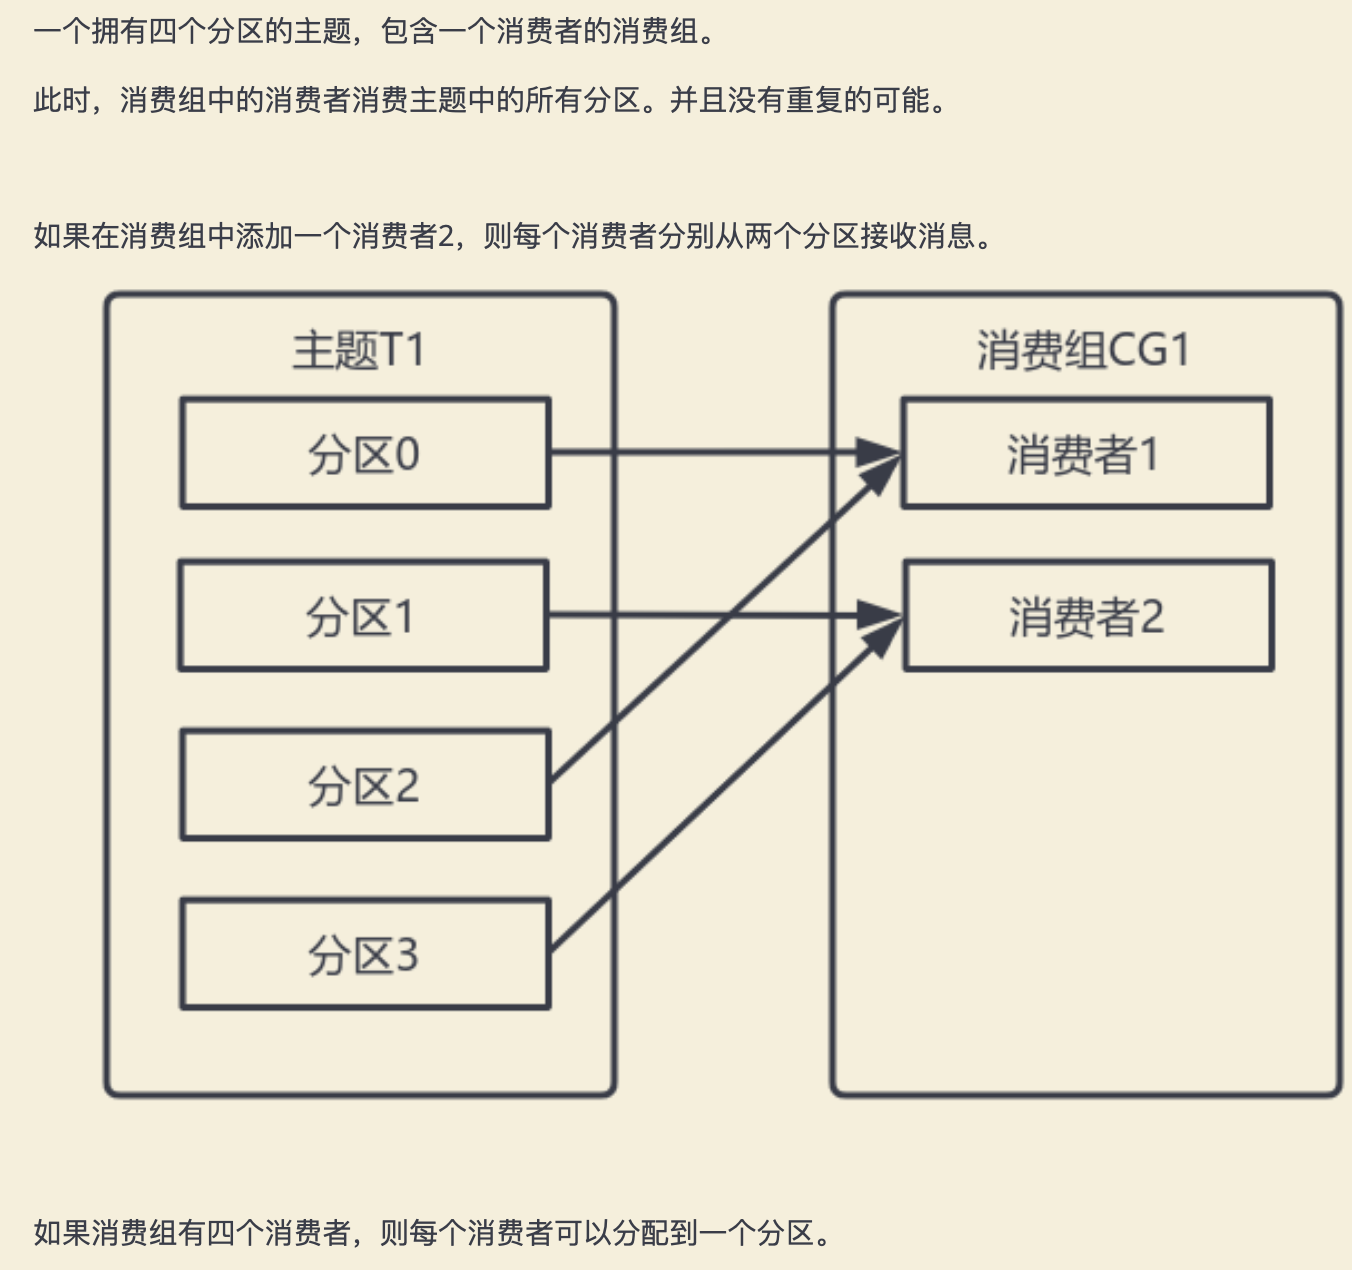 一个拥有四个分区的主题，包含一个消费者的消费组。
此时，消费组中的消费者消费主题中的所有分区。并且没有重复的可能。
如果在消费组中添加一个消费者2，则每个消费者分别从两个分区接收消息。
主题T1
消费组CG1
分区0
消费者1
分区1
消费者2
分区2
分区3
如果消费组有四个消费者，则每个消费者可以分配到一个分区。